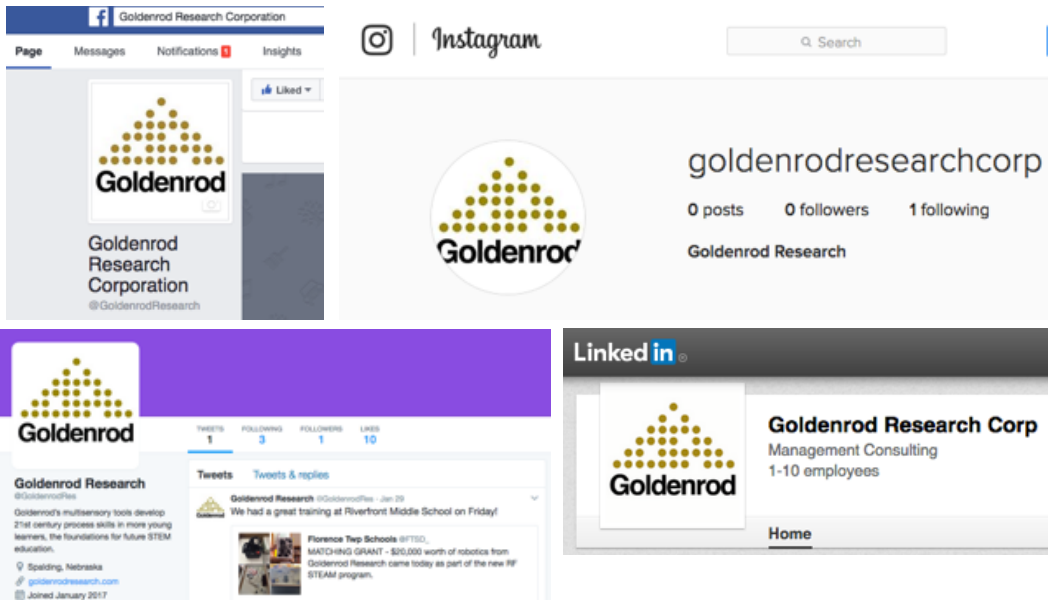 Goldenrod Research Corporation
Page Messages Notifications 1 Insights
Liked
Goldenrod
Goldenrod
Research
Corporation
@GoldenrodResearch
Instagram
Search
goldenrodresearchcorp
0 posts 0 followers 1 following
Goldenrod Research
Goldenrod
Goldenrod
TWEETS FOLLOWING FOLLOWERS LIKES
1 3 1 10
Goldenrod Research
@GoldenrodRes
Goldenrod's multisensory tools develop
21st century process skills in more young
learners, the foundations for future STEM
education.
Spalding, Nebraska
goldenrodresearch.com
Joined January 2017
Tweets Tweets & replies
Goldenrod Research @GoldenrodRes · Jan 29
We had a great training at Riverfront Middle School on Friday!
Goldenrod
Florence Twp Schools @FTSD_
MATCHING GRANT - $20,000 worth of robotics from
Goldenrod Research came today as part of the new RF
STEAM program.
Linked in
Goldenrod
Goldenrod Research Corp
Management Consulting
1-10 employees
Home